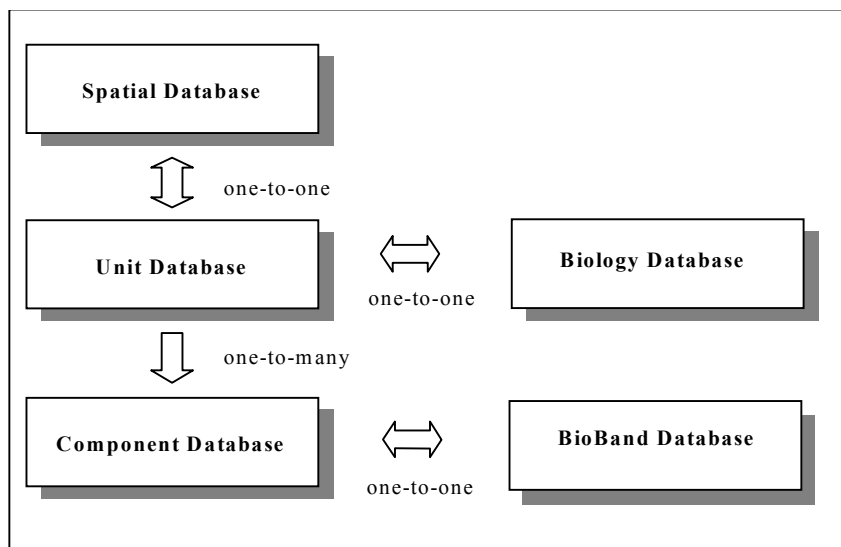 Spatial Database
one-to-one
Unit Database
Biology Database
one-to-one
one-to-many
Component Database
BioBand Database
one-to-one